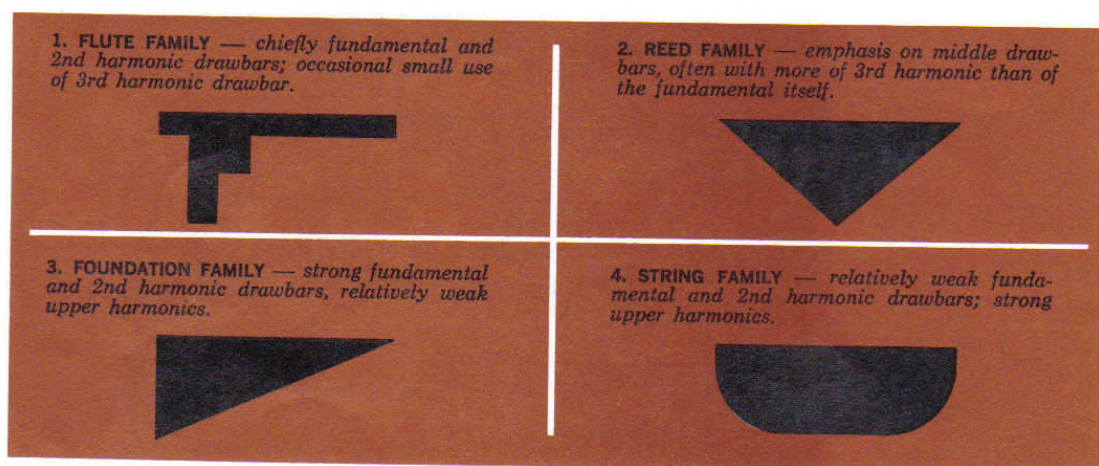 1. FLUTE FAMILY — chiefly fundamental and
2nd harmonic drawbars; occasional small use
of 3rd harmonic drawbar.
2. REED FAMILY — emphasis on middle draw-
bars, often with more of 3rd harmonic than of
the fundamental itself.
3. FOUNDATION FAMILY — strong fundamental
and 2nd harmonic drawbars, relatively weak
upper harmonics.
4. STRING FAMILY — relatively weak funda-
mental and 2nd harmonic drawbars; strong
upper harmonics.